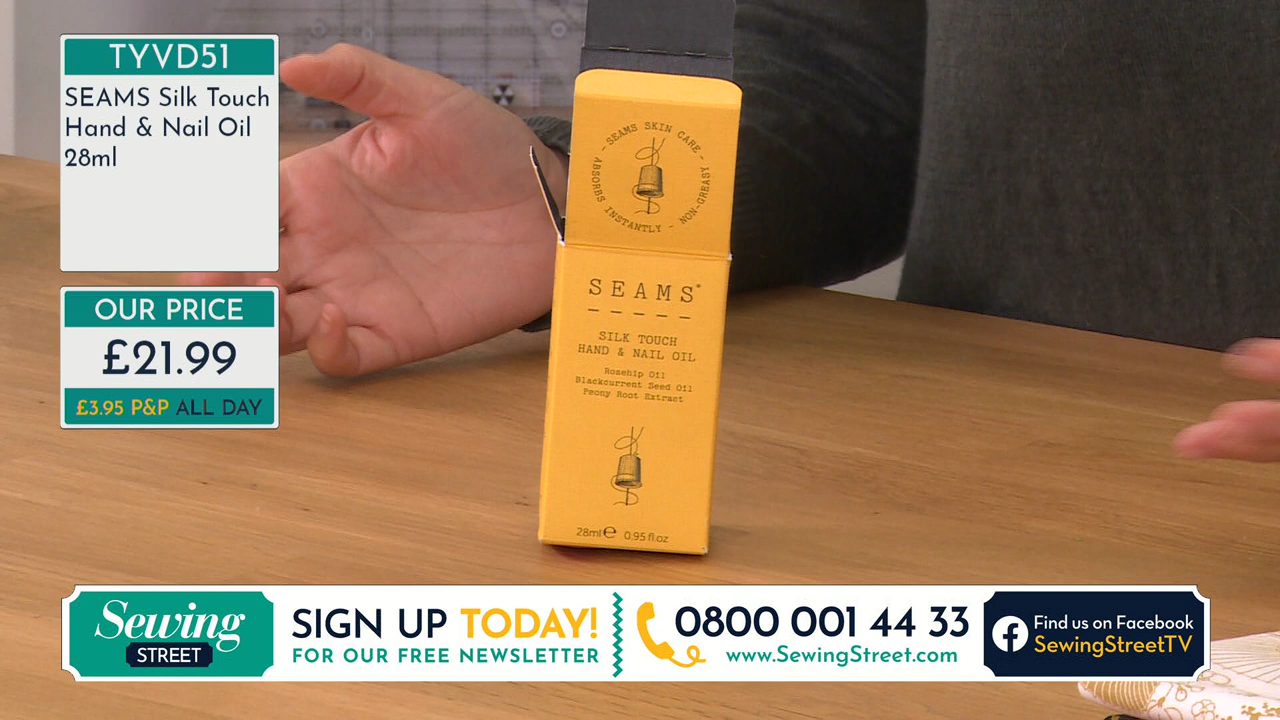 TYVD51
SEAMS Silk Touch
Hand & Nail Oil
28ml
OUR PRICE
£21.99
£3.95 P&P ALL DAY
- SEAMS SKIN CARE -
ABSORBS INSTANTLY - NON-GREASY
SEAMS®
SILK TOUCH
HAND & NAIL OIL
Rosehip Oil
Blackcurrent Seed Oil
Peony Root Extract
28ml℮ 0.95 fl.oz
Sewing
STREET
SIGN UP TODAY!
FOR OUR FREE NEWSLETTER
0800 001 44 33
www.SewingStreet.com
Find us on Facebook
SewingStreetTV